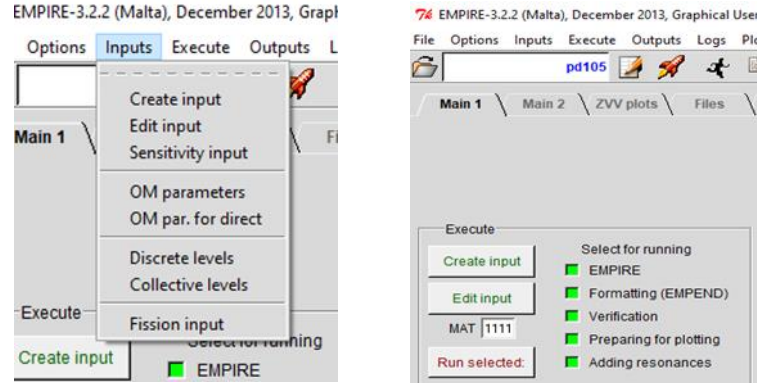 EMPIRE-3.2.2 (Malta), December 2013, Graph
Options Inputs Execute Outputs L
Create input
Edit input
Sensitivity input
Main 1
OM parameters
OM par. for direct
Discrete levels
Collective levels
Fission input
Execute
Create input
EMPIRE
EMPIRE-3.2.2 (Malta), December 2013, Graphical User
File Options Inputs Execute Outputs Logs Plo
pd105
Main 1 Main 2 ZVV plots Files
Execute
Create input
Select for running
EMPIRE
Edit input
Formatting (EMPEND)
Verification
MAT 1111
Preparing for plotting
Run selected:
Adding resonances